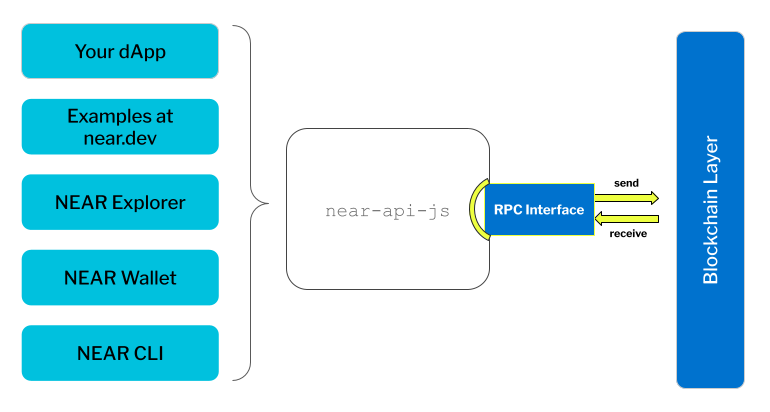 Your dApp
Examples at
near.dev
NEAR Explorer
NEAR Wallet
NEAR CLI
near-api-js
RPC Interface
send
receive
Blockchain Layer